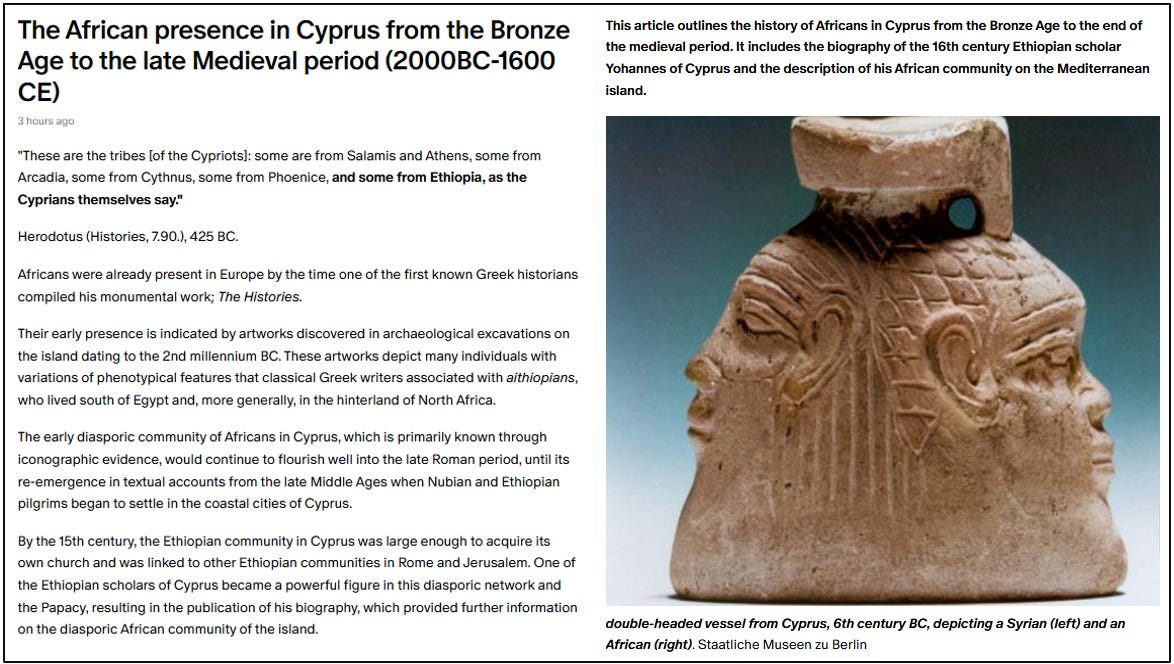 The African presence in Cyprus from the Bronze
Age to the late Medieval period (2000BC-1600
CE)
3 hours ago
"These are the tribes [of the Cypriots]: some are from Salamis and Athens, some from
Arcadia, some from Cythnus, some from Phoenice, and some from Ethiopia, as the
Cyprians themselves say."
Herodotus (Histories, 7.90.), 425 BC.
Africans were already present in Europe by the time one of the first known Greek historians
compiled his monumental work; The Histories.
Their early presence is indicated by artworks discovered in archaeological excavations on
the island dating to the 2nd millennium BC. These artworks depict many individuals with
variations of phenotypical features that classical Greek writers associated with aithiopians,
who lived south of Egypt and, more generally, in the hinterland of North Africa.
The early diasporic community of Africans in Cyprus, which is primarily known through
iconographic evidence, would continue to flourish well into the late Roman period, until its
re-emergence in textual accounts from the late Middle Ages when Nubian and Ethiopian
pilgrims began to settle in the coastal cities of Cyprus.
By the 15th century, the Ethiopian community in Cyprus was large enough to acquire its
own church and was linked to other Ethiopian communities in Rome and Jerusalem. One of
the Ethiopian scholars of Cyprus became a powerful figure in this diasporic network and
the Papacy, resulting in the publication of his biography, which provided further information
on the diasporic African community of the island.
This article outlines the history of Africans in Cyprus from the Bronze Age to the end of
the medieval period. It includes the biography of the 16th century Ethiopian scholar
Yohannes of Cyprus and the description of his African community on the Mediterranean
island.
double-headed vessel from Cyprus, 6th century BC, depicting a Syrian (left) and an
African (right). Staatliche Museen zu Berlin